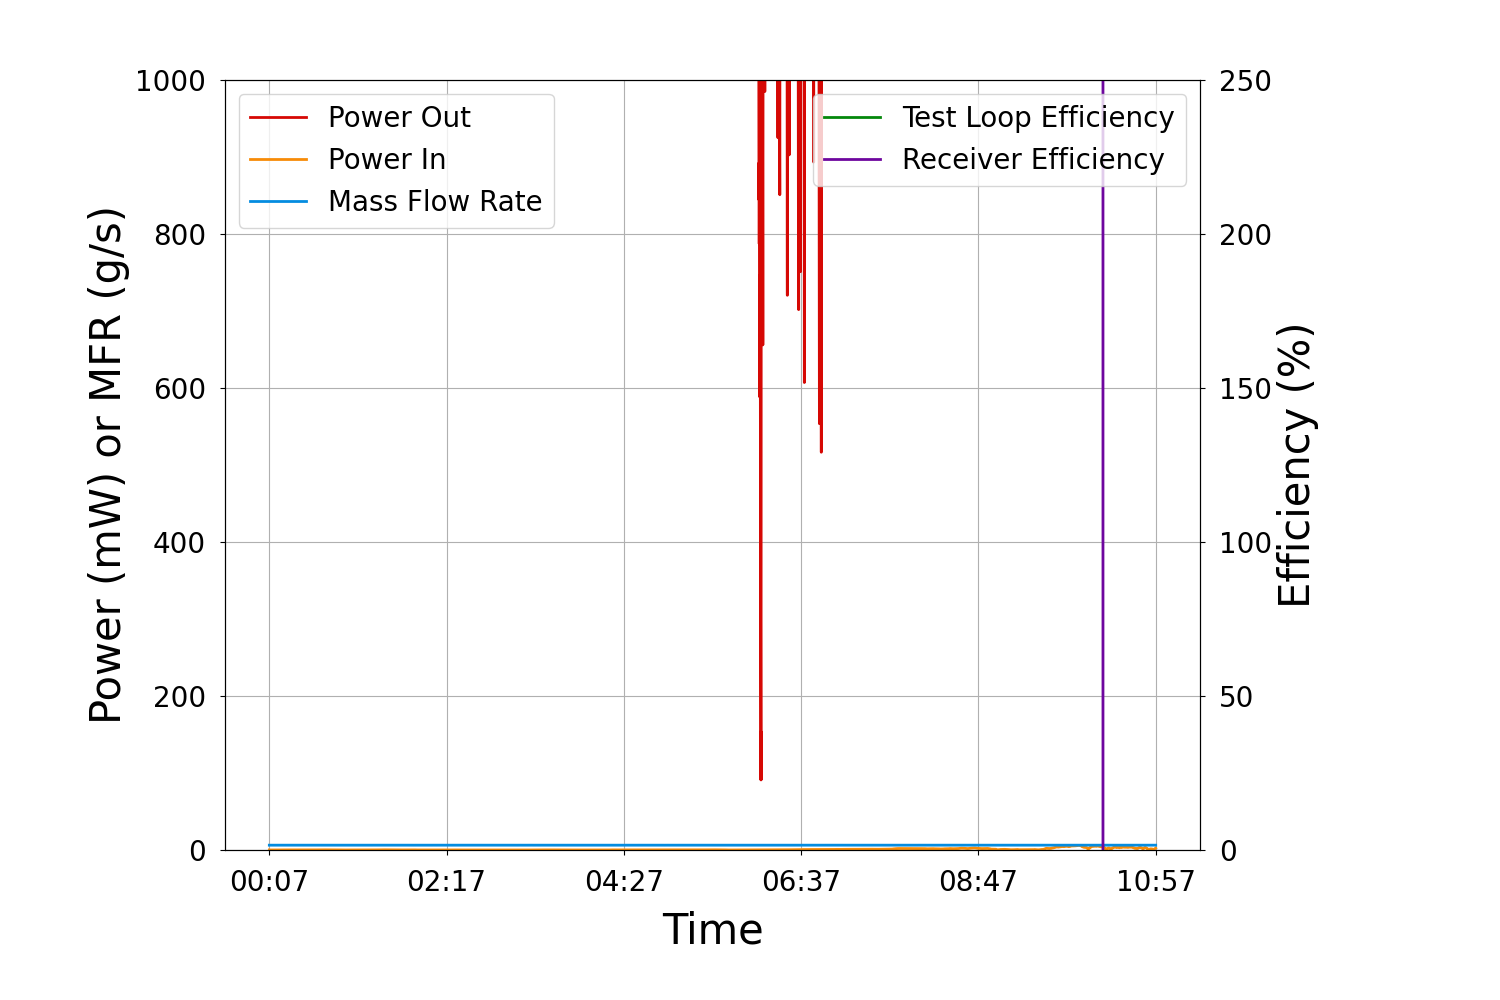 1000
800
600
400
200
0
Power (mW) or MFR (g/s)
Power Out
Power In
Mass Flow Rate
Test Loop Efficiency
Receiver Efficiency
250
200
150
100
50
0
Efficiency (%)
00:07 02:17 04:27 06:37 08:47 10:57
Time